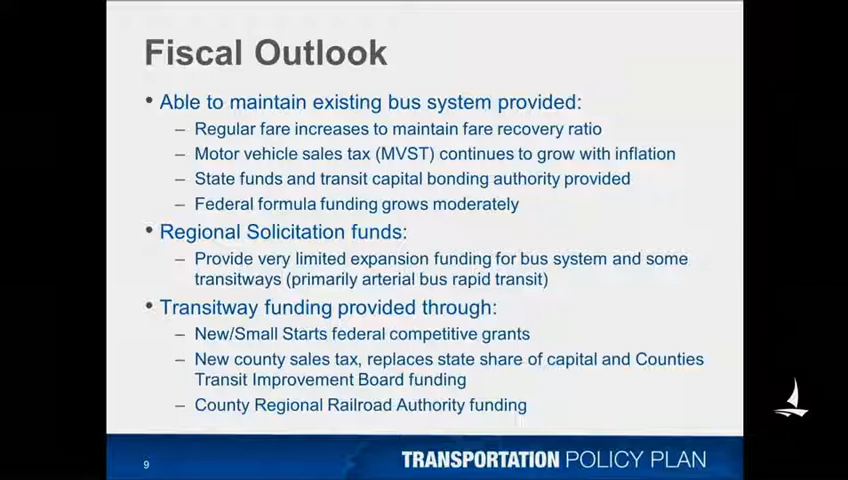 Fiscal Outlook
• Able to maintain existing bus system provided:
– Regular fare increases to maintain fare recovery ratio
– Motor vehicle sales tax (MVST) continues to grow with inflation
– State funds and transit capital bonding authority provided
– Federal formula funding grows moderately
• Regional Solicitation funds:
– Provide very limited expansion funding for bus system and some
transitways (primarily arterial bus rapid transit)
• Transitway funding provided through:
– New/Small Starts federal competitive grants
– New county sales tax, replaces state share of capital and Counties
Transit Improvement Board funding
– County Regional Railroad Authority funding
9
TRANSPORTATION POLICY PLAN